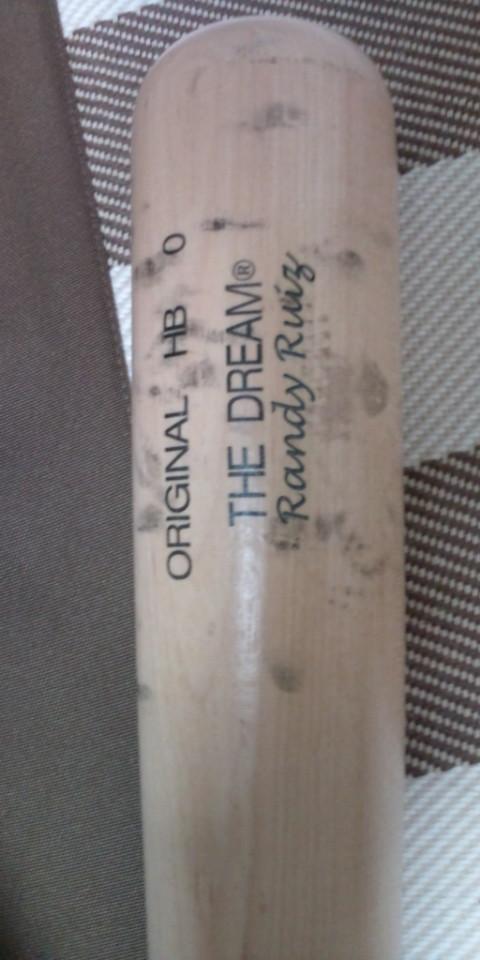 ORIGINAL HB 0
THE DREAM®
Randy Ruiz